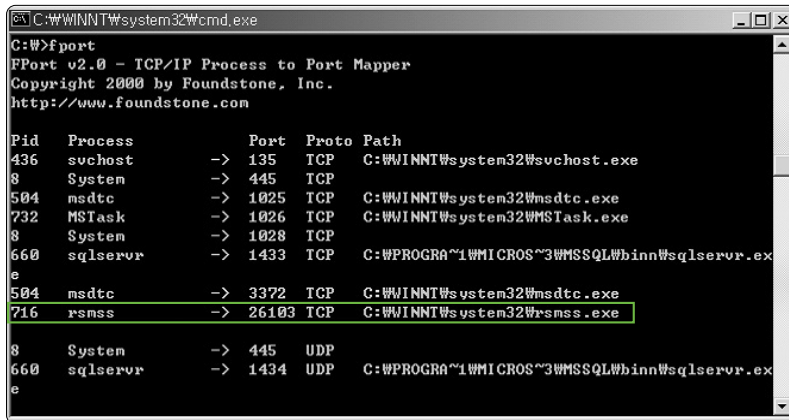 C:₩WINNT₩system32₩cmd.exe
C:₩>fport
FPort v2.0 - TCP/IP Process to Port Mapper
Copyright 2000 by Foundstone, Inc.
http://www.foundstone.com
Pid Process Port Proto Path
436 svchost -> 135 TCP C:₩WINNT₩system32₩svchost.exe
8 System -> 445 TCP
504 msdtc -> 1025 TCP C:₩WINNT₩system32₩msdtc.exe
732 MSTask -> 1026 TCP C:₩WINNT₩system32₩MSTask.exe
8 System -> 1028 TCP
660 sqlservr -> 1433 TCP C:₩PROGRA~1₩MICROS~3₩MSSQL₩binn₩sqlservr.ex
e
504 msdtc -> 3372 TCP C:₩WINNT₩system32₩msdtc.exe
716 rsmss -> 26103 TCP C:₩WINNT₩system32₩rsmss.exe
8 System -> 445 UDP
660 sqlservr -> 1434 UDP C:₩PROGRA~1₩MICROS~3₩MSSQL₩binn₩sqlservr.ex
e